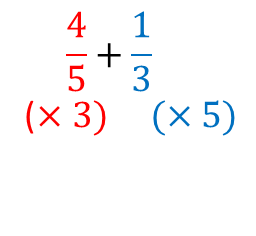 4/5 + 1/3
(× 3) (× 5)